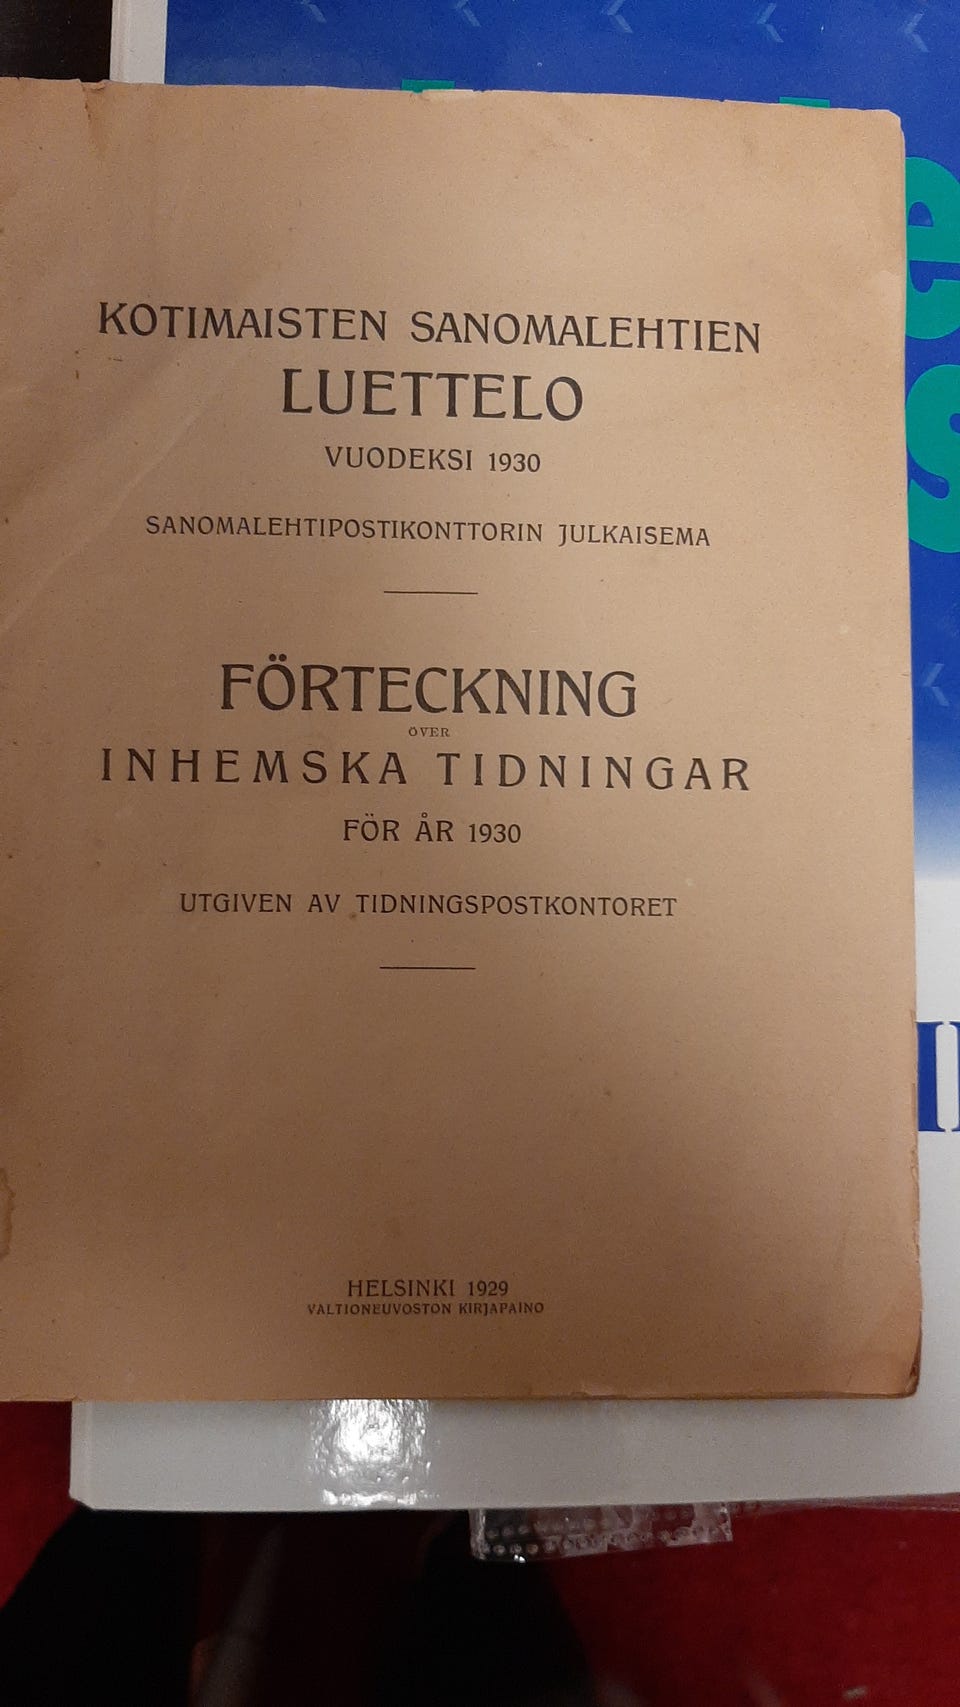 KOTIMAISTEN SANOMALEHTIEN
LUETTELO
VUODEKSI 1930
SANOMALEHTIPOSTIKONTTORIN JULKAISEMA
FÖRTECKNING
ÖVER
INHEMSKA TIDNINGAR
FÖR ÅR 1930
UTGIVEN AV TIDNINGSPOSTKONTORET
HELSINKI 1929
VALTIONEUVOSTON KIRJAPAINO